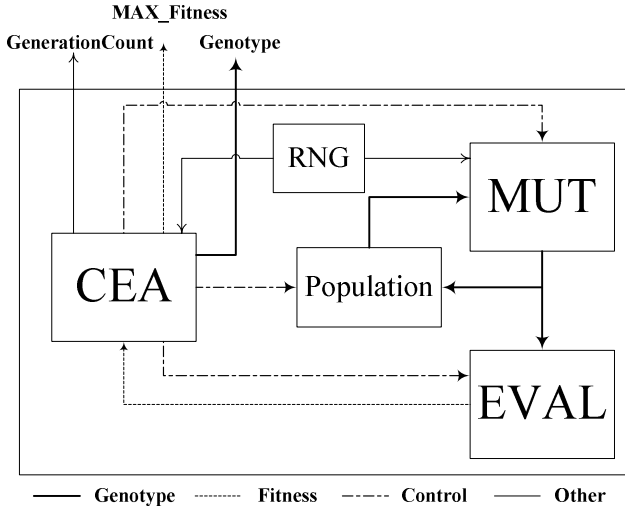 MAX_Fitness
GenerationCount Genotype
RNG
MUT
CEA
Population
EVAL
Genotype Fitness Control Other